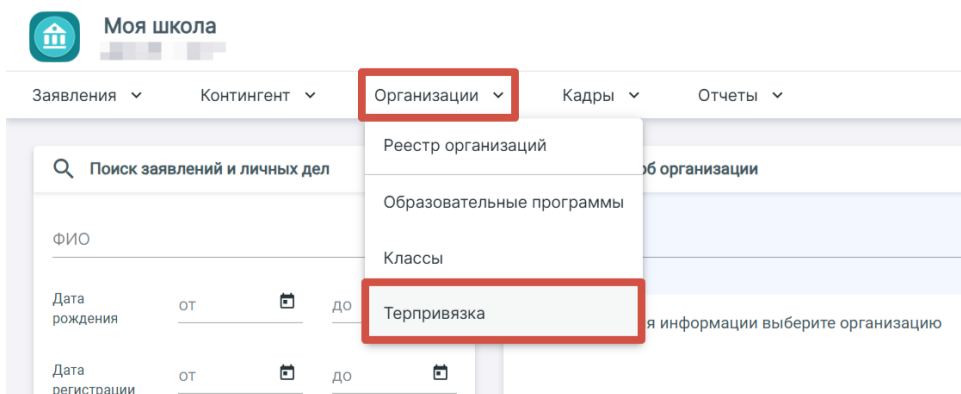 Моя школа
Заявления Контингент Организации Кадры Отчеты
Реестр организаций
Поиск заявлений и личных дел об организации
Образовательные программы
ФИО
Классы
Дата рождения от до
Терпривязка
я информации выберите организацию
Дата регистрации от до